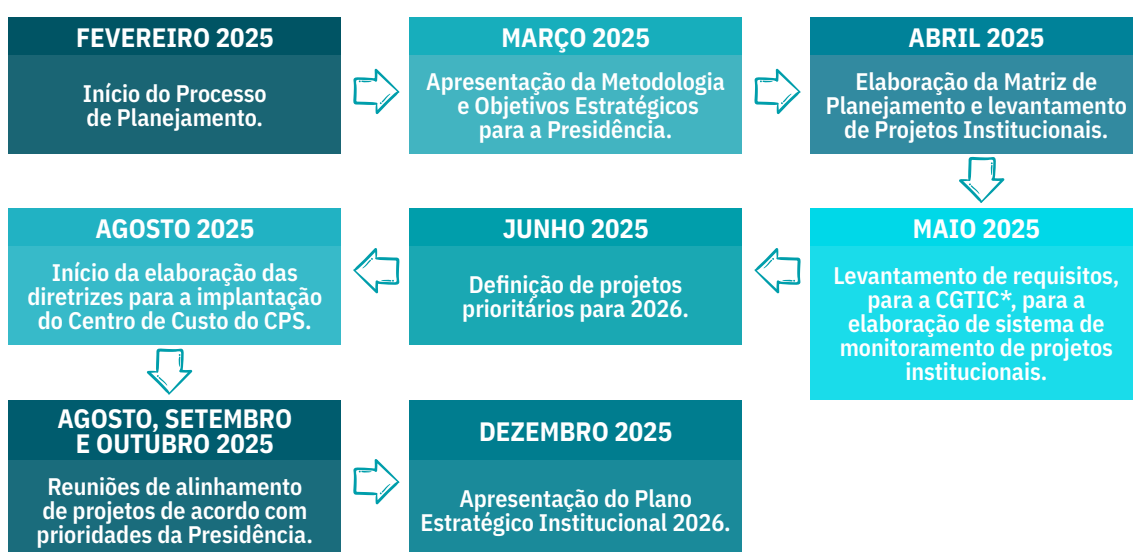 FEVEREIRO 2025
Início do Processo
de Planejamento.
MARÇO 2025
Apresentação da Metodologia
e Objetivos Estratégicos
para a Presidência.
ABRIL 2025
Elaboração da Matriz de
Planejamento e levantamento
de Projetos Institucionais.
MAIO 2025
Levantamento de requisitos,
para a CGTIC*, para a
elaboração de sistema de
monitoramento de projetos
institucionais.
JUNHO 2025
Definição de projetos
prioritários para 2026.
AGOSTO 2025
Início da elaboração das
diretrizes para a implantação
do Centro de Custo do CPS.
AGOSTO, SETEMBRO
E OUTUBRO 2025
Reuniões de alinhamento
de projetos de acordo com
prioridades da Presidência.
DEZEMBRO 2025
Apresentação do Plano
Estratégico Institucional 2026.